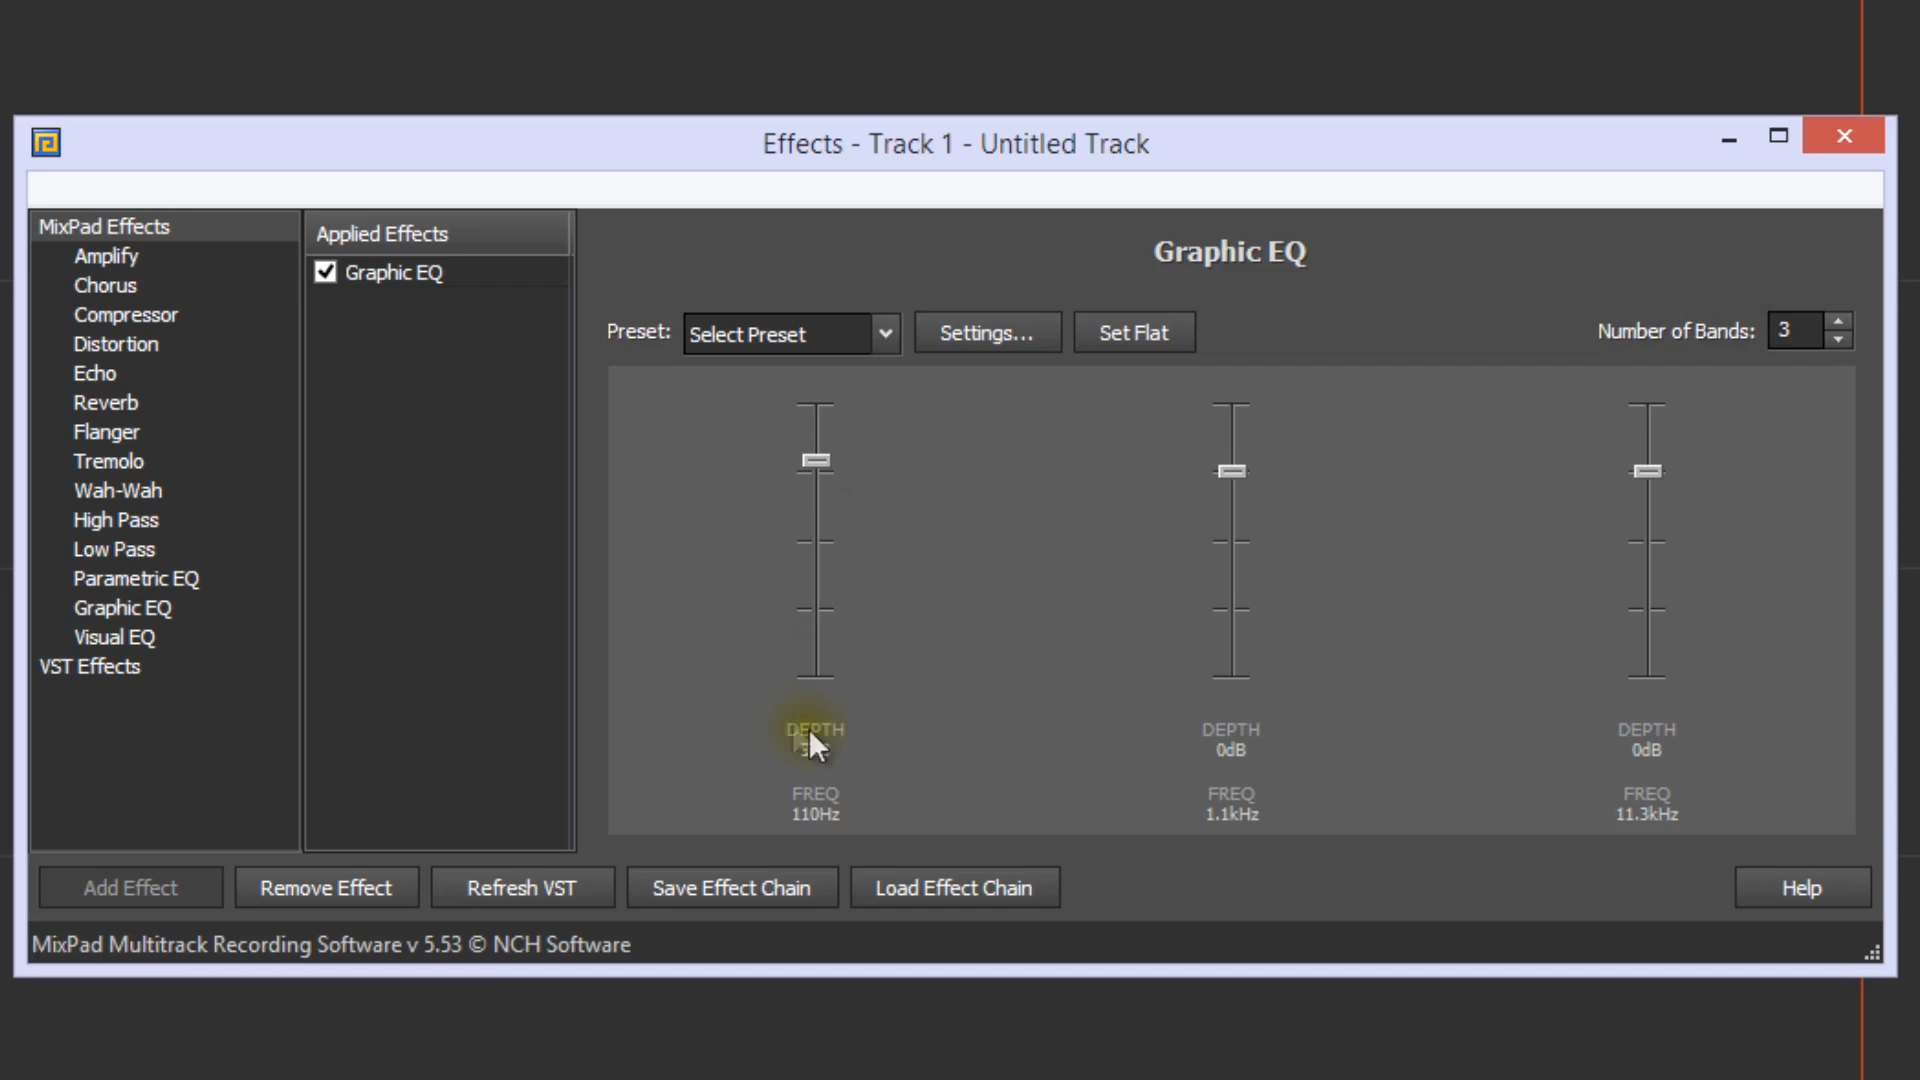 Effects - Track 1 - Untitled Track
MixPad Effects
Amplify
Chorus
Compressor
Distortion
Echo
Reverb
Flanger
Tremolo
Wah-Wah
High Pass
Low Pass
Parametric EQ
Graphic EQ
Visual EQ
VST Effects
Applied Effects
Graphic EQ
Graphic EQ
Preset: Select Preset Settings... Set Flat Number of Bands: 3
DEPTH DEPTH DEPTH
0dB 0dB
FREQ FREQ FREQ
110Hz 1.1kHz 11.3kHz
Add Effect Remove Effect Refresh VST Save Effect Chain Load Effect Chain Help
MixPad Multitrack Recording Software v 5.53 © NCH Software